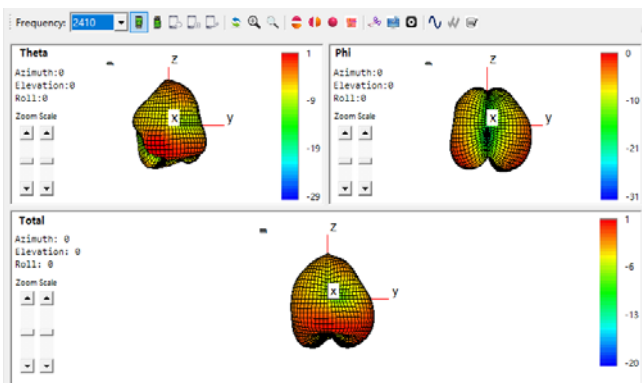 Frequency: 2410
Theta
Azimuth:0
Elevation:0
Roll:0
Zoom Scale
Z
X
y
1
-9
-19
-29
Phi
Azimuth:0
Elevation:0
Roll:0
Zoom Scale
Z
X
y
0
-10
-21
-31
Total
Azimuth: 0
Elevation: 0
Roll: 0
Zoom Scale
Z
x
y
1
-6
-13
-20